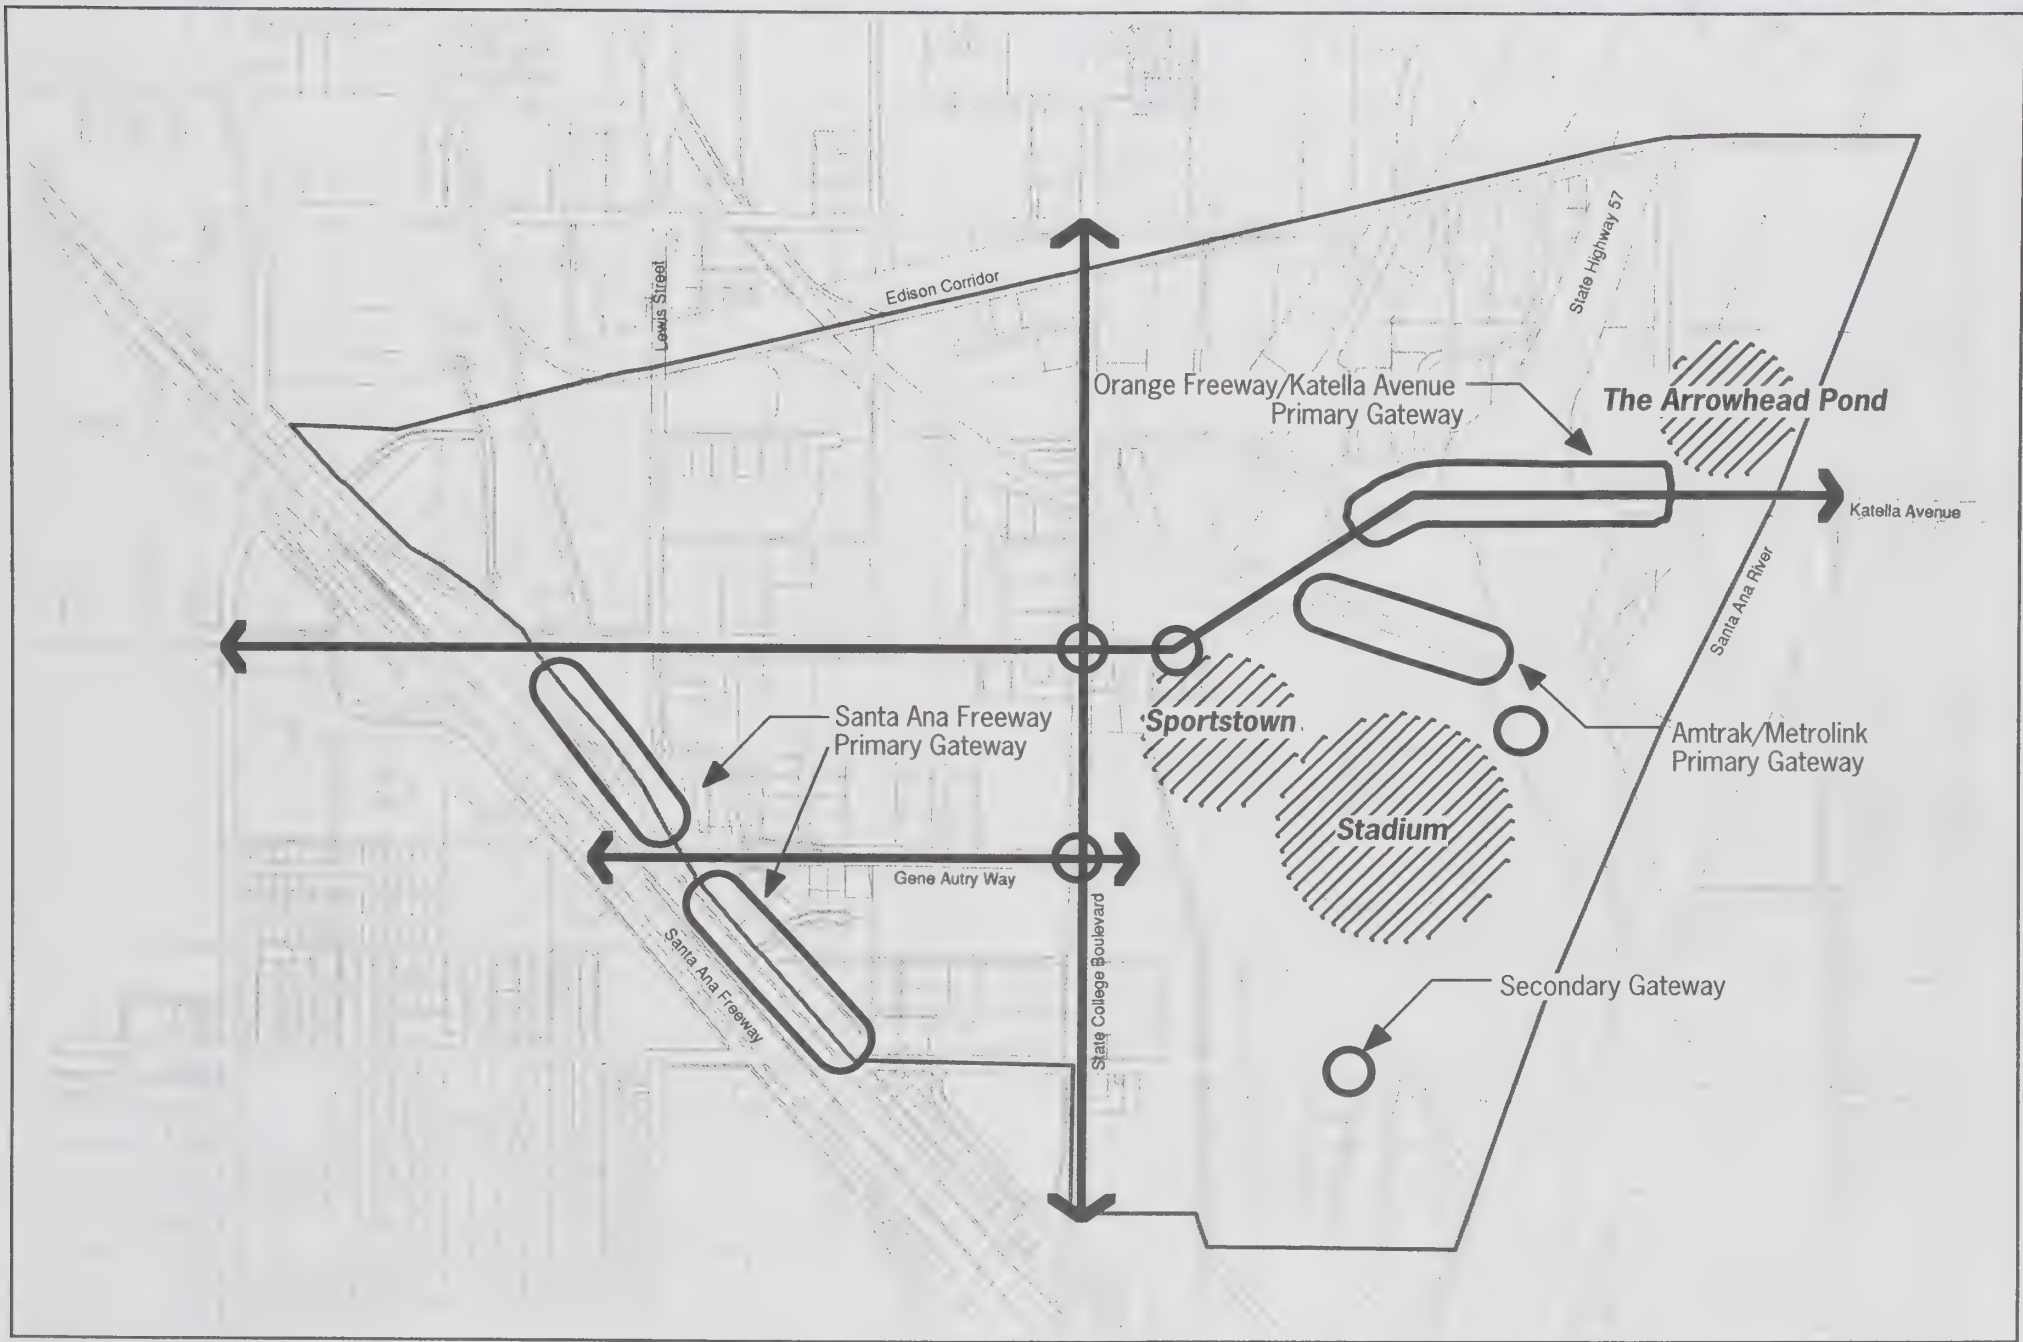 State Highway 57
Lewis Street
Edison Corridor
Orange Freeway/Katella Avenue
Primary Gateway
The Arrowhead Pond
Katella Avenue
Santa Ana River
Santa Ana Freeway
Primary Gateway
Sportstown
Amtrak/Metrolink
Primary Gateway
Stadium
Gene Autry Way
State College Boulevard
Santa Ana Freeway
Secondary Gateway